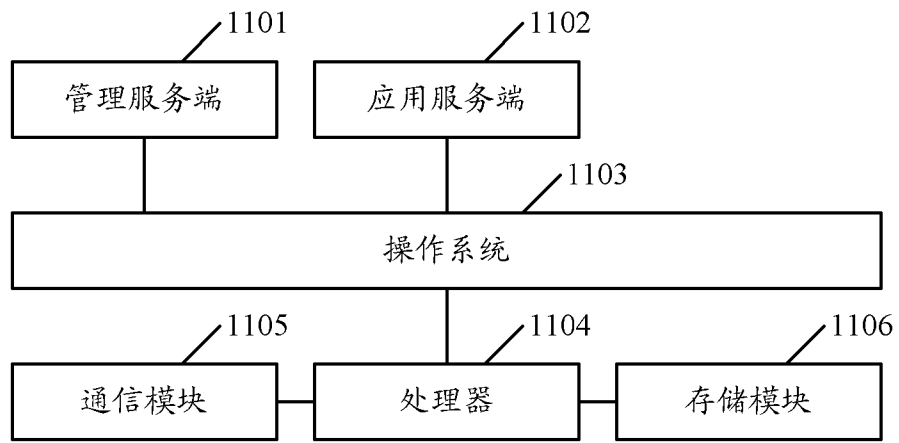 1101
1102
管理服务端
应用服务端
1103
操作系统
1105
1104
1106
通信模块
处理器
存储模块